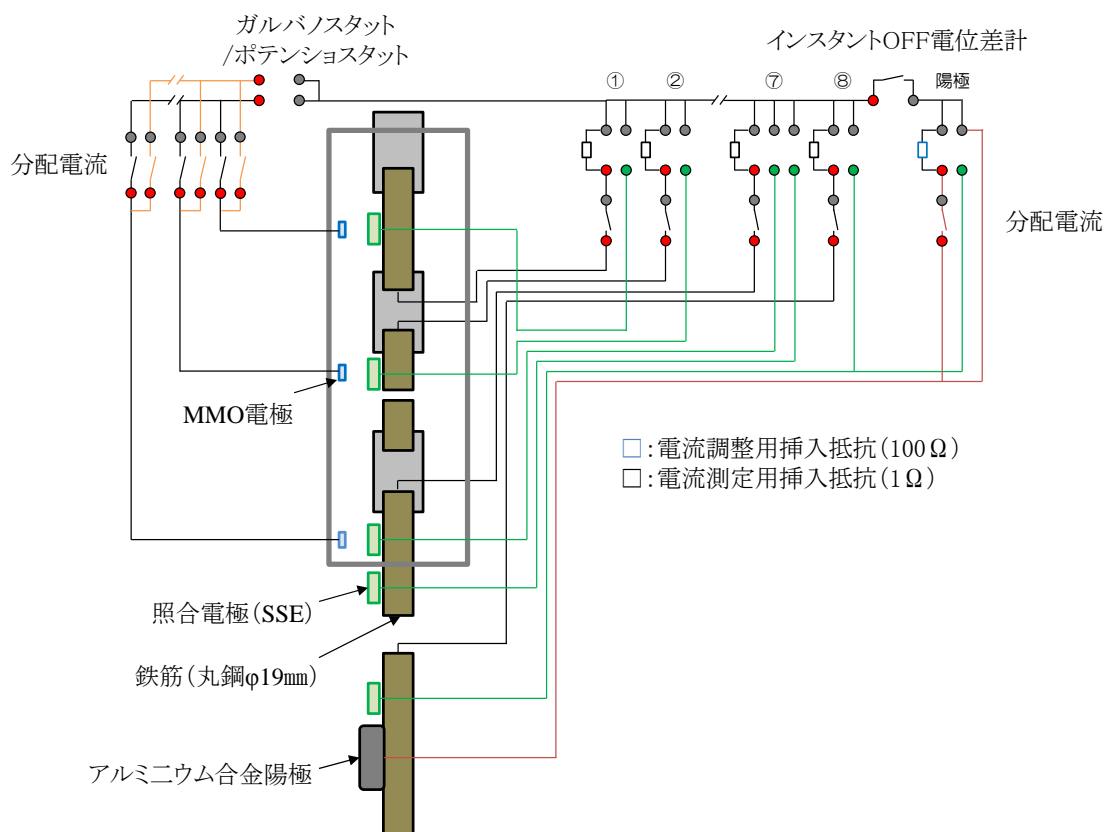 ガルバノスタット
/ポテンショスタット
インスタントOFF電位差計
① ② ⑦ ⑧ 陽極
分配電流
分配電流
MMO電極
□:電流調整用挿入抵抗(100Ω)
□:電流測定用挿入抵抗(1Ω)
照合電極(SSE)
鉄筋(丸鋼φ19㎜)
アルミニウム合金陽極